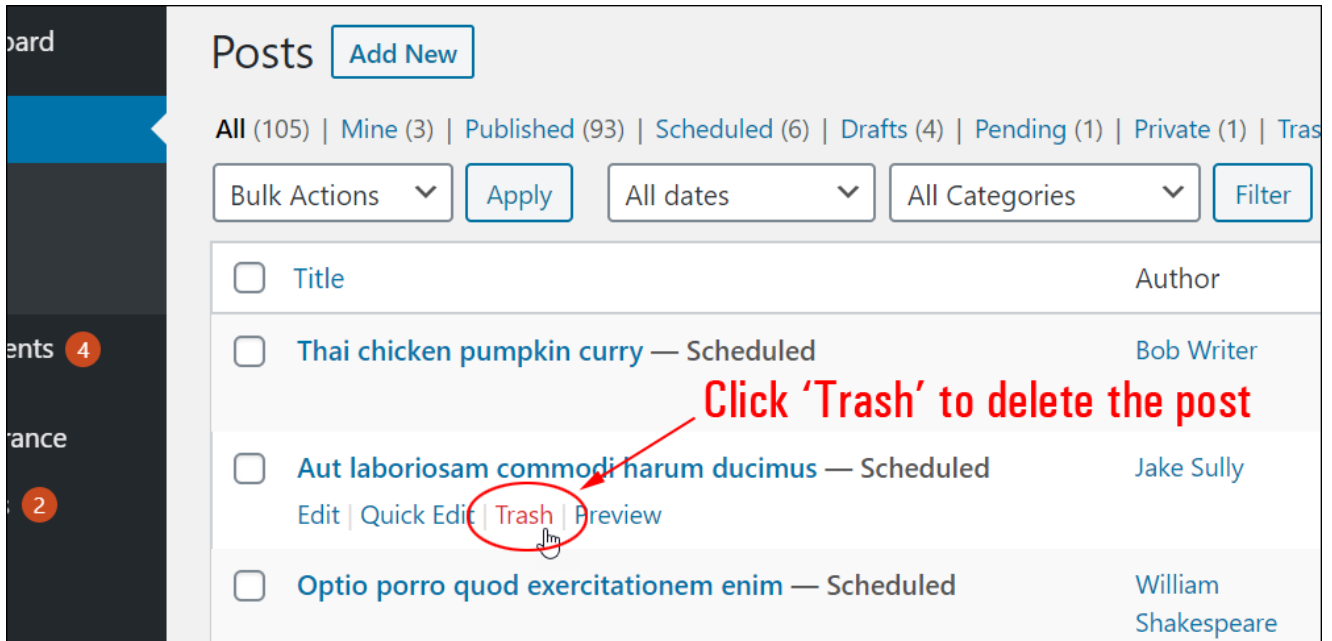 oard
Posts Add New
All (105) | Mine (3) | Published (93) | Scheduled (6) | Drafts (4) | Pending (1) | Private (1) | Tras
Bulk Actions Apply All dates All Categories Filter
Title Author
ents 4
Thai chicken pumpkin curry — Scheduled Bob Writer
Click ‘Trash’ to delete the post
rance
Aut laboriosam commodi harum ducimus — Scheduled Jake Sully
s 2
Edit | Quick Edit | Trash | Preview
Optio porro quod exercitationem enim — Scheduled William
Shakespeare